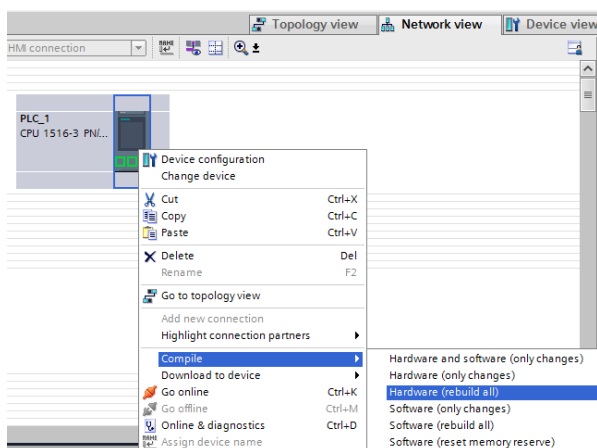 Topology view
Network view
Device view
HMI connection
PLC_1
CPU 1516-3 PN/...
Device configuration
Change device
Cut Ctrl+X
Copy Ctrl+C
Paste Ctrl+V
Delete Del
Rename F2
Go to topology view
Add new connection
Highlight connection partners
Compile
Download to device
Go online Ctrl+K
Go offline Ctrl+M
Online & diagnostics Ctrl+D
Assign device name
Hardware and software (only changes)
Hardware (only changes)
Hardware (rebuild all)
Software (only changes)
Software (rebuild all)
Software (reset memory reserve)